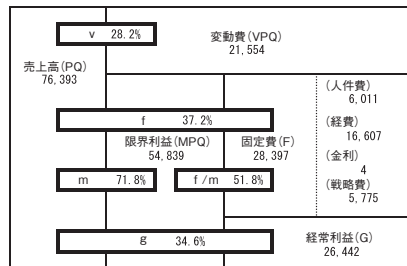 v 28.2%
変動費(VPQ)
21,554
売上高(PQ)
76,393
(人件費)
6,011
f 37.2%
(経費)
16,607
限界利益(MPQ)
54,839
固定費(F)
28,397
(金利)
4
m 71.8%
f/m 51.8%
(戦略費)
5,775
g 34.6%
経常利益(G)
26,442